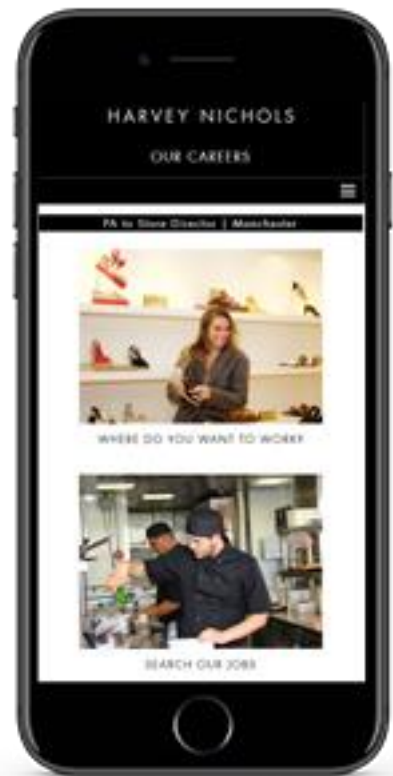 HARVEY NICHOLS
OUR CAREERS
PA to Store Director | Manchester
WHERE DO YOU WANT TO WORK?
SEARCH OUR JOBS